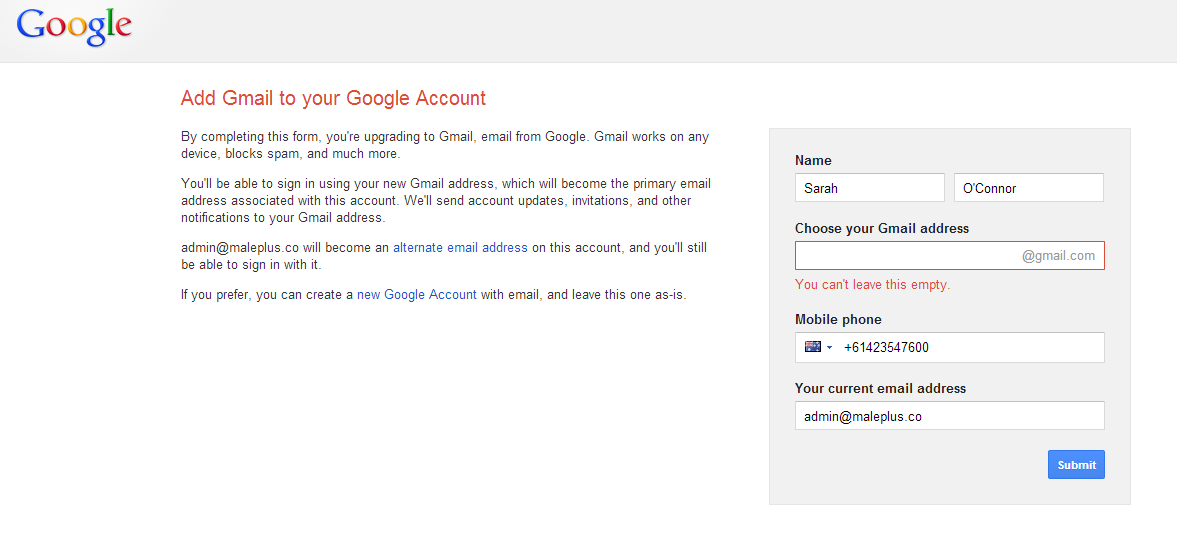 Google
Add Gmail to your Google Account
By completing this form, you're upgrading to Gmail, email from Google. Gmail works on any
device, blocks spam, and much more.
You'll be able to sign in using your new Gmail address, which will become the primary email
address associated with this account. We'll send account updates, invitations, and other
notifications to your Gmail address.
admin@maleplus.co will become an alternate email address on this account, and you'll still
be able to sign in with it.
If you prefer, you can create a new Google Account with email, and leave this one as-is.
Name
Sarah O'Connor
Choose your Gmail address
@gmail.com
You can't leave this empty.
Mobile phone
+61423547600
Your current email address
admin@maleplus.co
Submit